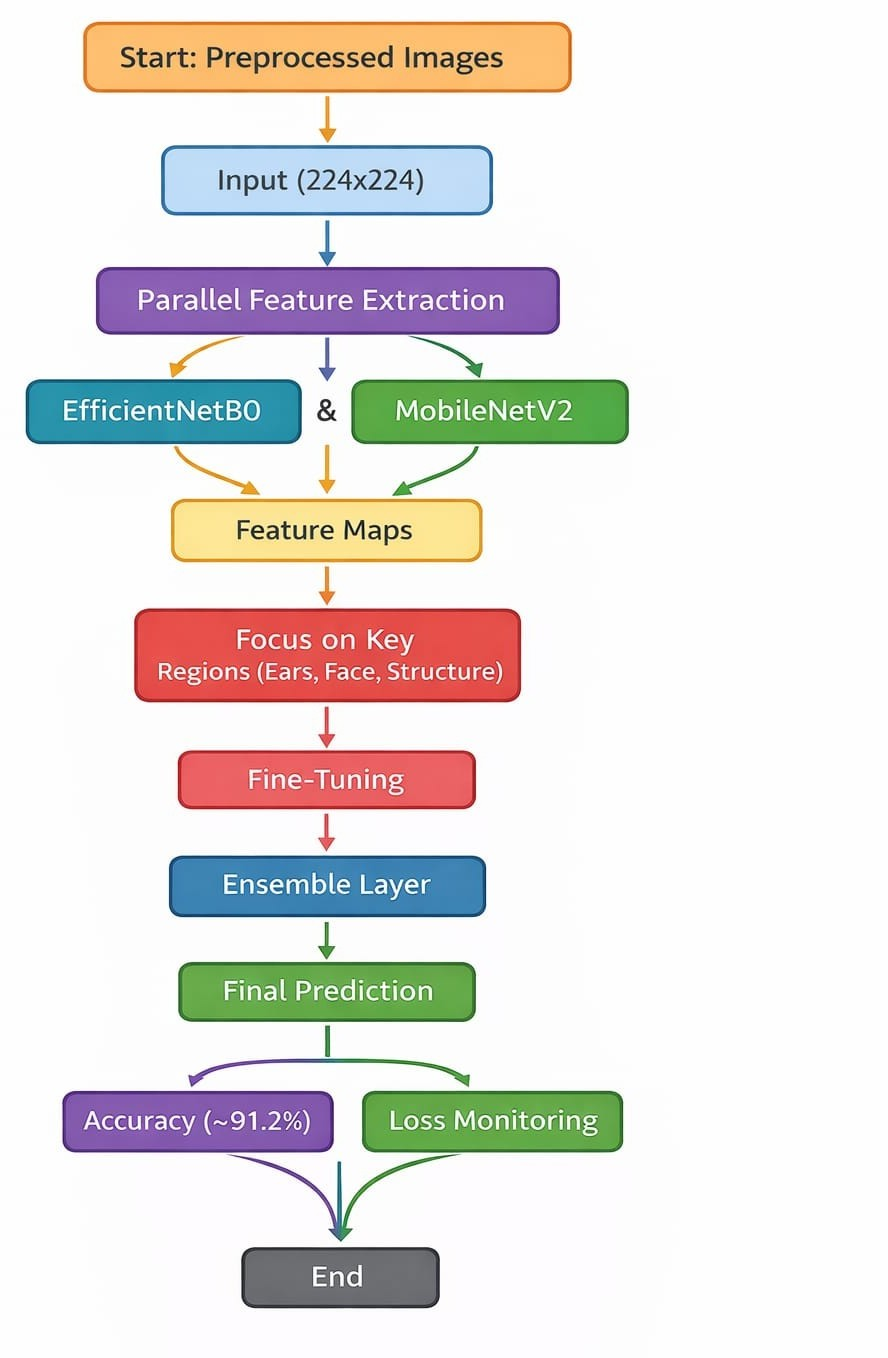 Start: Preprocessed Images
Input (224x224)
Parallel Feature Extraction
EfficientNetB0 & MobileNetV2
Feature Maps
Focus on Key
Regions (Ears, Face, Structure)
Fine-Tuning
Ensemble Layer
Final Prediction
Accuracy (~91.2%)
Loss Monitoring
End